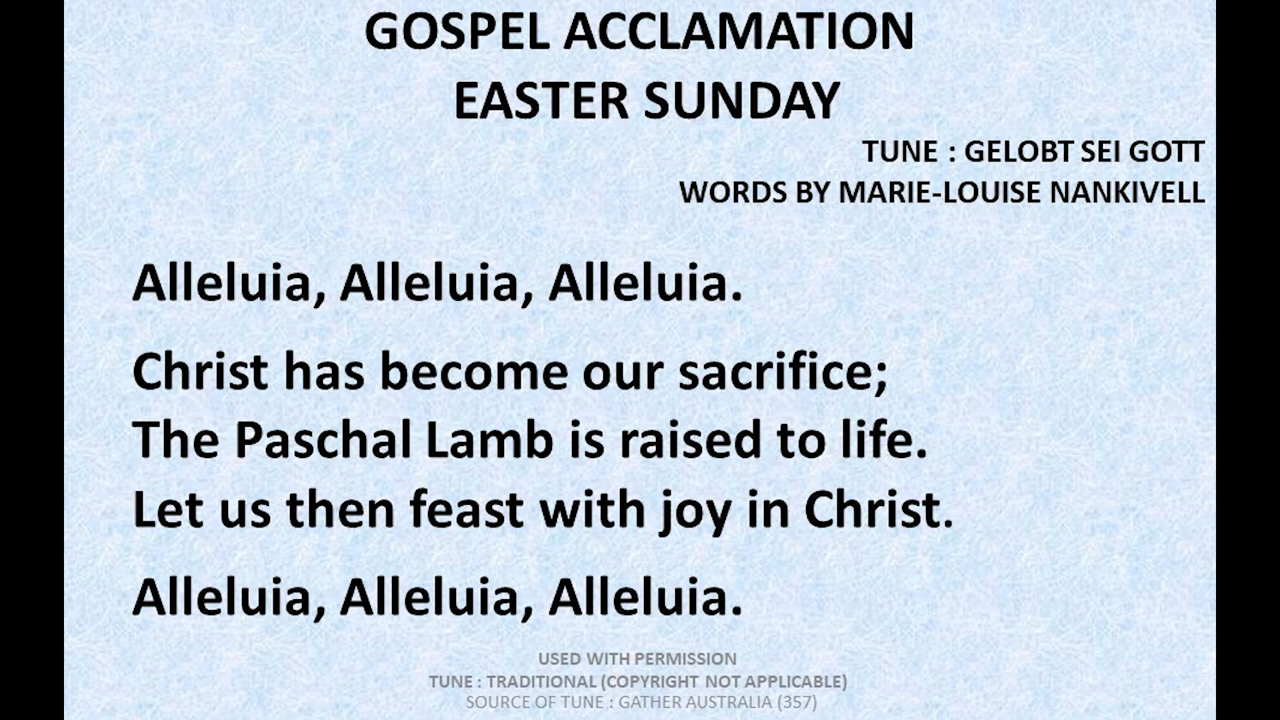 GOSPEL ACCLAMATION
EASTER SUNDAY
TUNE : GELOBT SEI GOTT
WORDS BY MARIE-LOUISE NANKIVELL
Alleluia, Alleluia, Alleluia.
Christ has become our sacrifice;
The Paschal Lamb is raised to life.
Let us then feast with joy in Christ.
Alleluia, Alleluia, Alleluia.
USED WITH PERMISSION
TUNE : TRADITIONAL (COPYRIGHT NOT APPLICABLE)
SOURCE OF TUNE : GATHER AUSTRALIA (357)